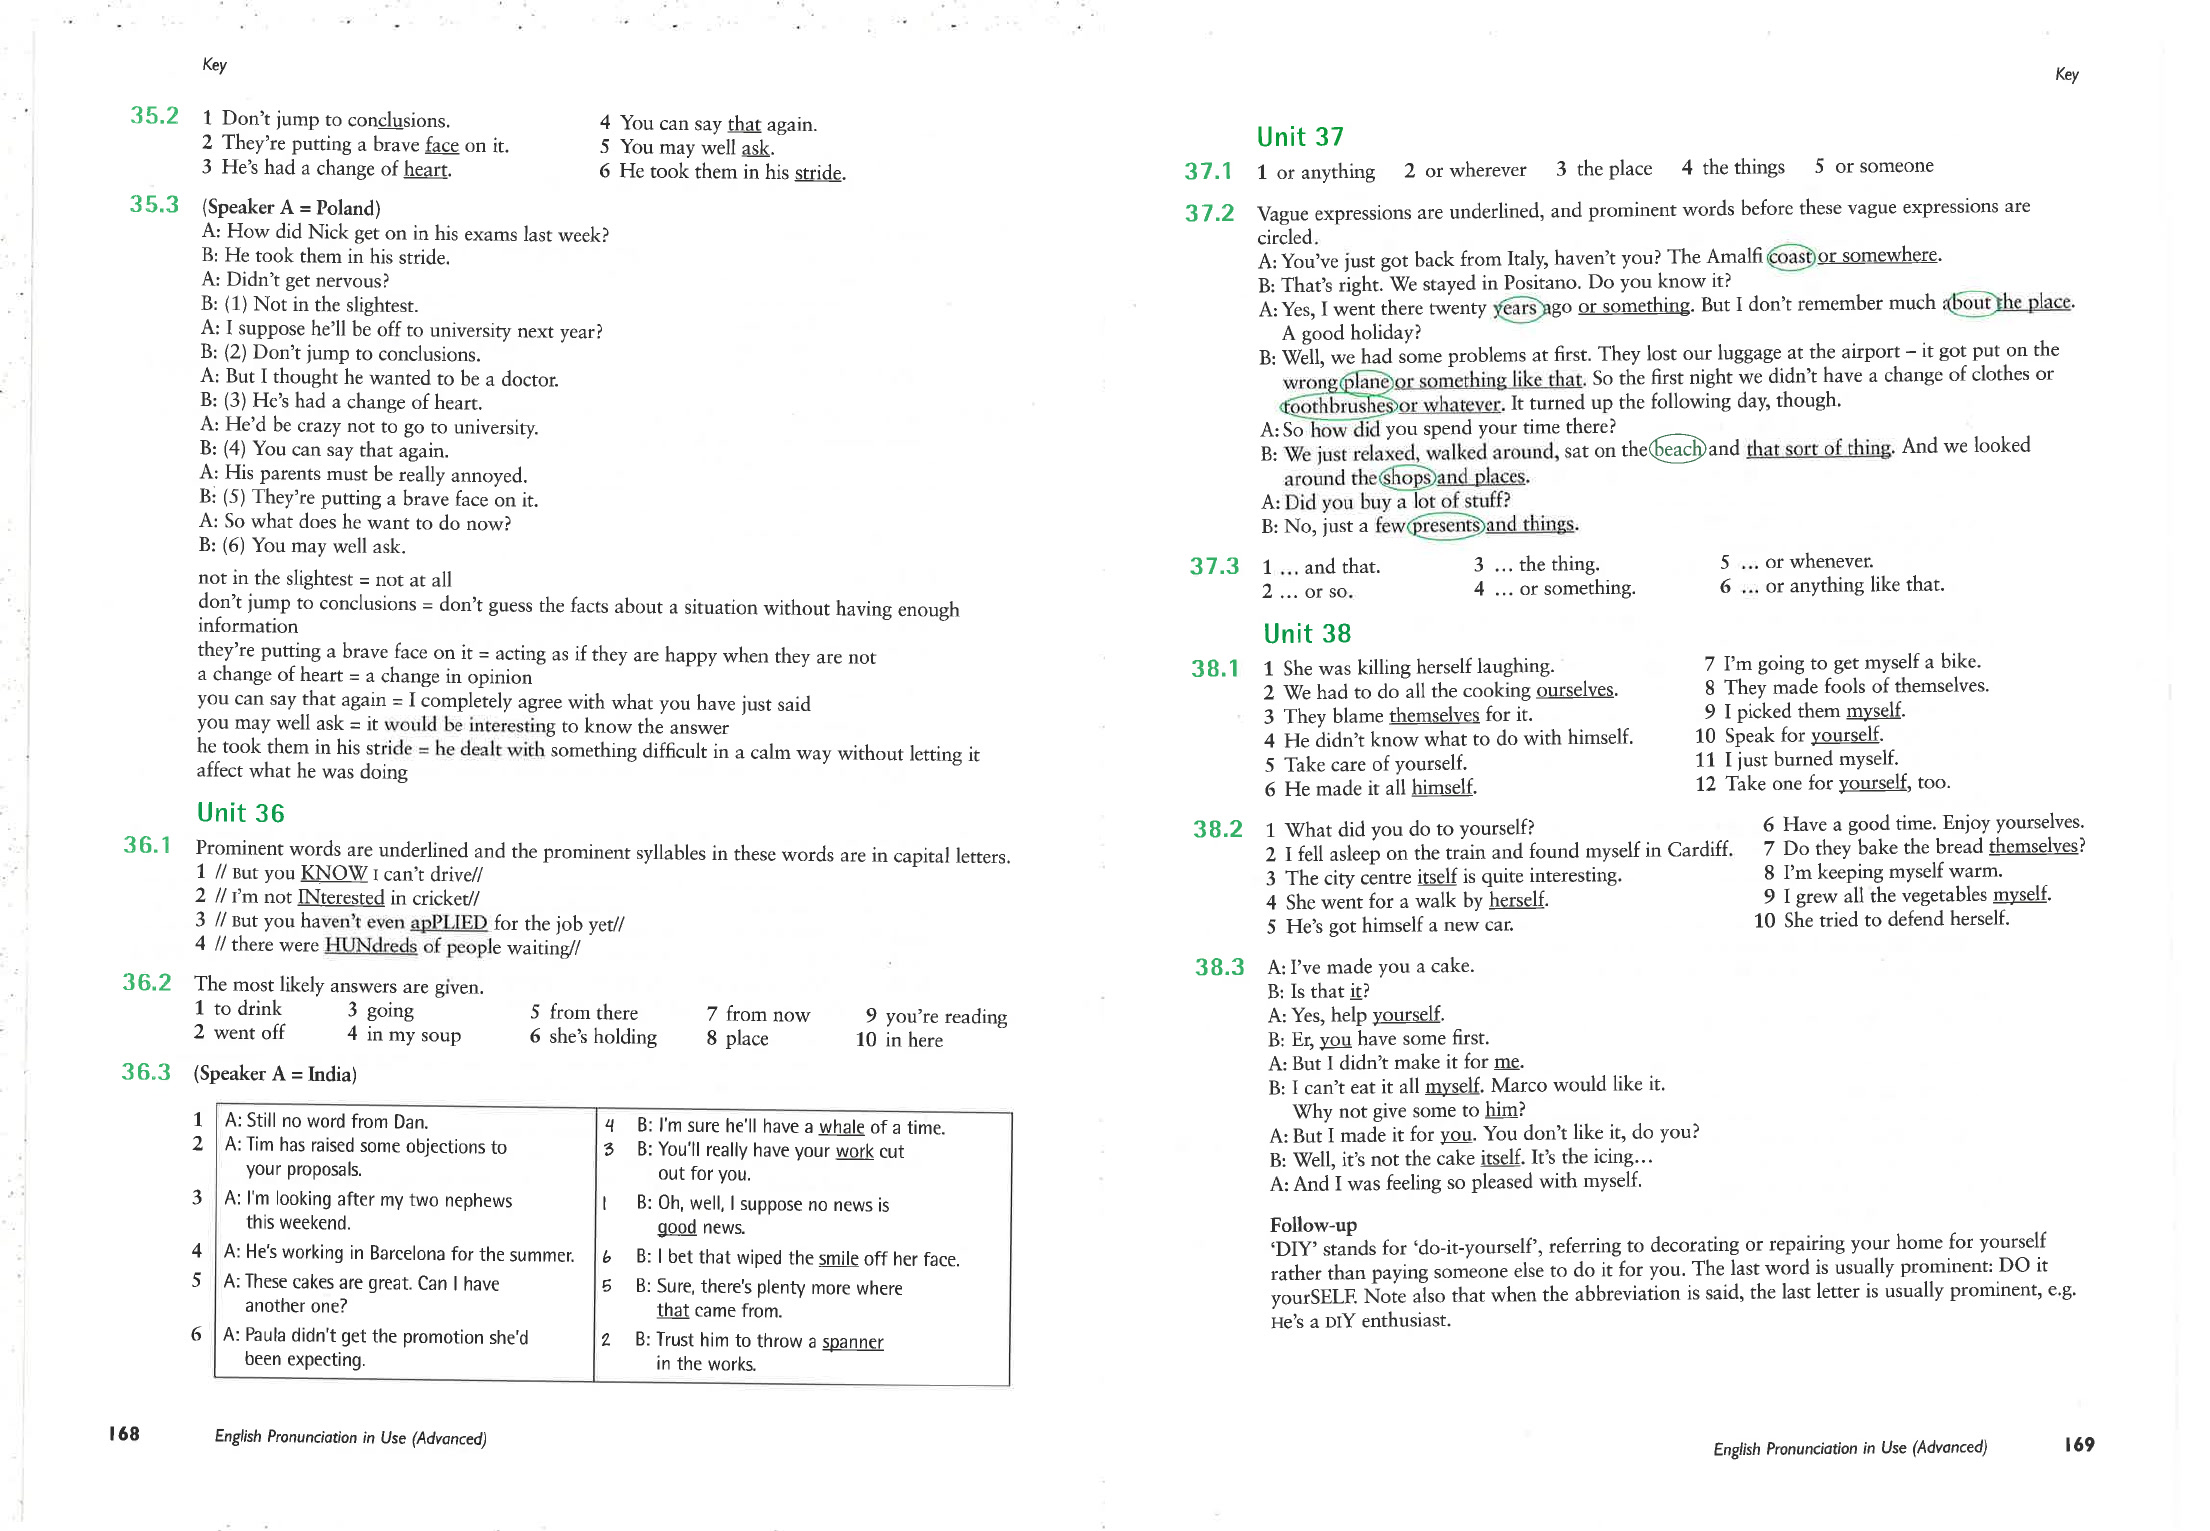 Key
35.2 1 Don't jump to conclusions. 4 You can say that again.
2 They're putting a brave face on it. 5 You may well ask.
3 He's had a change of heart. 6 He took them in his stride.
35.3 (Speaker A = Poland)
A: How did Nick get on in his exams last week?
B: He took them in his stride.
A: Didn't get nervous?
B: (1) Not in the slightest.
A: I suppose he'll be off to university next year?
B: (2) Don't jump to conclusions.
A: But I thought he wanted to be a doctor.
B: (3) He's had a change of heart.
A: He'd be crazy not to go to university.
B: (4) You can say that again.
A: His parents must be really annoyed.
B: (5) They're putting a brave face on it.
A: So what does he want to do now?
B: (6) You may well ask.
not in the slightest = not at all
don't jump to conclusions = don't guess the facts about a situation without having enough
information
they're putting a brave face on it = acting as if they are happy when they are not
a change of heart = a change in opinion
you can say that again = I completely agree with what you have just said
you may well ask = it would be interesting to know the answer
he took them in his stride = he dealt with something difficult in a calm way without letting it
affect what he was doing
Unit 36
36.1 Prominent words are underlined and the prominent syllables in these words are in capital letters.
1 // But you KNOW I can't drive//
2 // I'm not INterested in cricket//
3 // But you haven't even apPLIED for the job yet//
4 // there were HUNdreds of people waiting//
36.2 The most likely answers are given.
1 to drink 3 going 5 from there 7 from now 9 you're reading
2 went off 4 in my soup 6 she's holding 8 place 10 in here
36.3 (Speaker A = India)
1 A: Still no word from Dan. 4 B: I'm sure he'll have a whale of a time.
2 A: Tim has raised some objections to 3 B: You'll really have your work cut
your proposals. out for you.
3 A: I'm looking after my two nephews 1 B: Oh, well, I suppose no news is
this weekend. good news.
4 A: He's working in Barcelona for the summer. 6 B: I bet that wiped the smile off her face.
5 A: These cakes are great. Can I have 5 B: Sure, there's plenty more where
another one? that came from.
6 A: Paula didn't get the promotion she'd 2 B: Trust him to throw a spanner
been expecting. in the works.
168 English Pronunciation in Use (Advanced)
Key
Unit 37
37.1 1 or anything 2 or wherever 3 the place 4 the things 5 or someone
37.2 Vague expressions are underlined, and prominent words before these vague expressions are
circled.
A: You've just got back from Italy, haven't you? The Amalfi coast or somewhere.
B: That's right. We stayed in Positano. Do you know it?
A: Yes, I went there twenty years ago or something. But I don't remember much about the place.
A good holiday?
B: Well, we had some problems at first. They lost our luggage at the airport – it got put on the
wrong plane or something like that. So the first night we didn't have a change of clothes or
toothbrushes or whatever. It turned up the following day, though.
A: So how did you spend your time there?
B: We just relaxed, walked around, sat on the beach and that sort of thing. And we looked
around the shops and places.
A: Did you buy a lot of stuff?
B: No, just a few presents and things.
37.3 1 ... and that. 3 ... the thing. 5 ... or whenever.
2 ... or so. 4 ... or something. 6 ... or anything like that.
Unit 38
38.1 1 She was killing herself laughing. 7 I'm going to get myself a bike.
2 We had to do all the cooking ourselves. 8 They made fools of themselves.
3 They blame themselves for it. 9 I picked them myself.
4 He didn't know what to do with himself. 10 Speak for yourself.
5 Take care of yourself. 11 I just burned myself.
6 He made it all himself. 12 Take one for yourself, too.
38.2 1 What did you do to yourself? 6 Have a good time. Enjoy yourselves.
2 I fell asleep on the train and found myself in Cardiff. 7 Do they bake the bread themselves?
3 The city centre itself is quite interesting. 8 I'm keeping myself warm.
4 She went for a walk by herself. 9 I grew all the vegetables myself.
5 He's got himself a new car. 10 She tried to defend herself.
38.3 A: I've made you a cake.
B: Is that it?
A: Yes, help yourself.
B: Er, you have some first.
A: But I didn't make it for me.
B: I can't eat it all myself. Marco would like it.
Why not give some to him?
A: But I made it for you. You don't like it, do you?
B: Well, it's not the cake itself. It's the icing...
A: And I was feeling so pleased with myself.
Follow-up
'DIY' stands for 'do-it-yourself', referring to decorating or repairing your home for yourself
rather than paying someone else to do it for you. The last word is usually prominent: DO it
yourSELF. Note also that when the abbreviation is said, the last letter is usually prominent, e.g.
He's a DIY enthusiast.
English Pronunciation in Use (Advanced) 169